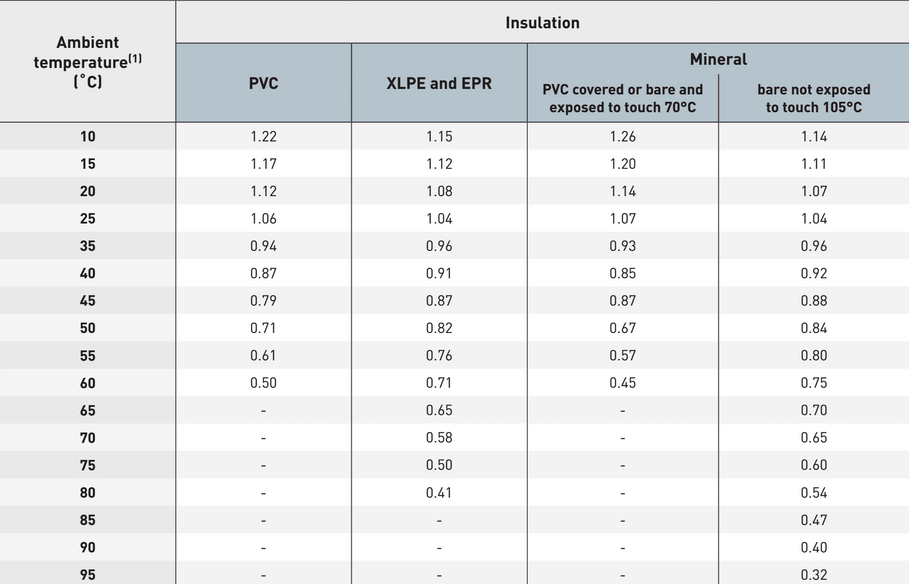 Ambient
temperature(1)
(˚C)
Insulation
PVC
XLPE and EPR
Mineral
PVC covered or bare and
exposed to touch 70°C
bare not exposed
to touch 105°C
10 1.22 1.15 1.26 1.14
15 1.17 1.12 1.20 1.11
20 1.12 1.08 1.14 1.07
25 1.06 1.04 1.07 1.04
35 0.94 0.96 0.93 0.96
40 0.87 0.91 0.85 0.92
45 0.79 0.87 0.87 0.88
50 0.71 0.82 0.67 0.84
55 0.61 0.76 0.57 0.80
60 0.50 0.71 0.45 0.75
65 - 0.65 - 0.70
70 - 0.58 - 0.65
75 - 0.50 - 0.60
80 - 0.41 - 0.54
85 - - - 0.47
90 - - - 0.40
95 - - - 0.32